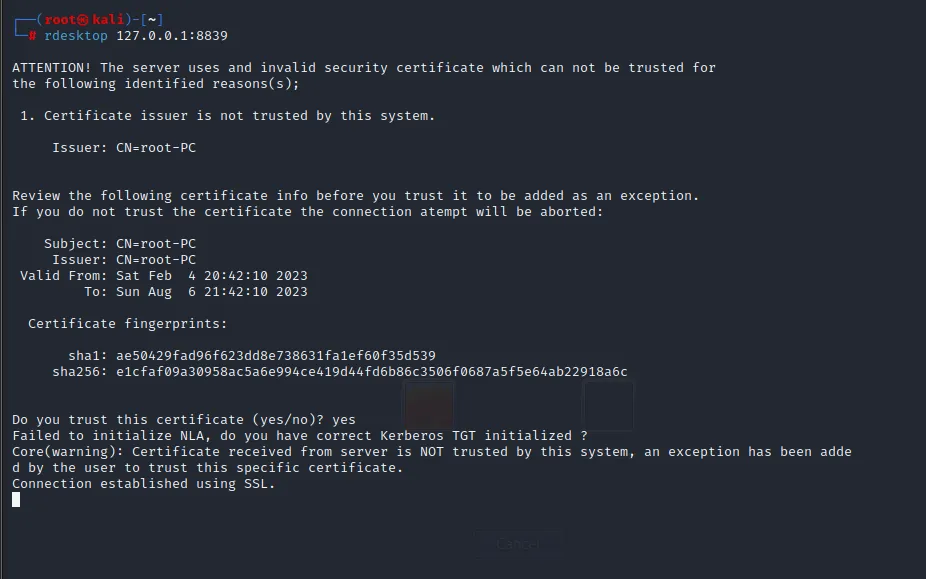 ┌──(root㉿kali)-[~]
└─# rdesktop 127.0.0.1:8839
ATTENTION! The server uses and invalid security certificate which can not be trusted for
the following identified reasons(s);
1. Certificate issuer is not trusted by this system.
Issuer: CN=root-PC
Review the following certificate info before you trust it to be added as an exception.
If you do not trust the certificate the connection atempt will be aborted:
Subject: CN=root-PC
Issuer: CN=root-PC
Valid From: Sat Feb  4 20:42:10 2023
To: Sun Aug  6 21:42:10 2023
Certificate fingerprints:
sha1: ae50429fad96f623dd8e738631fa1ef60f35d539
sha256: e1cfaf09a30958ac5a6e994ce419d44fd6b86c3506f0687a5f5e64ab22918a6c
Do you trust this certificate (yes/no)? yes
Failed to initialize NLA, do you have correct Kerberos TGT initialized ?
Core(warning): Certificate received from server is NOT trusted by this system, an exception has been adde
d by the user to trust this specific certificate.
Connection established using SSL.
Cancel